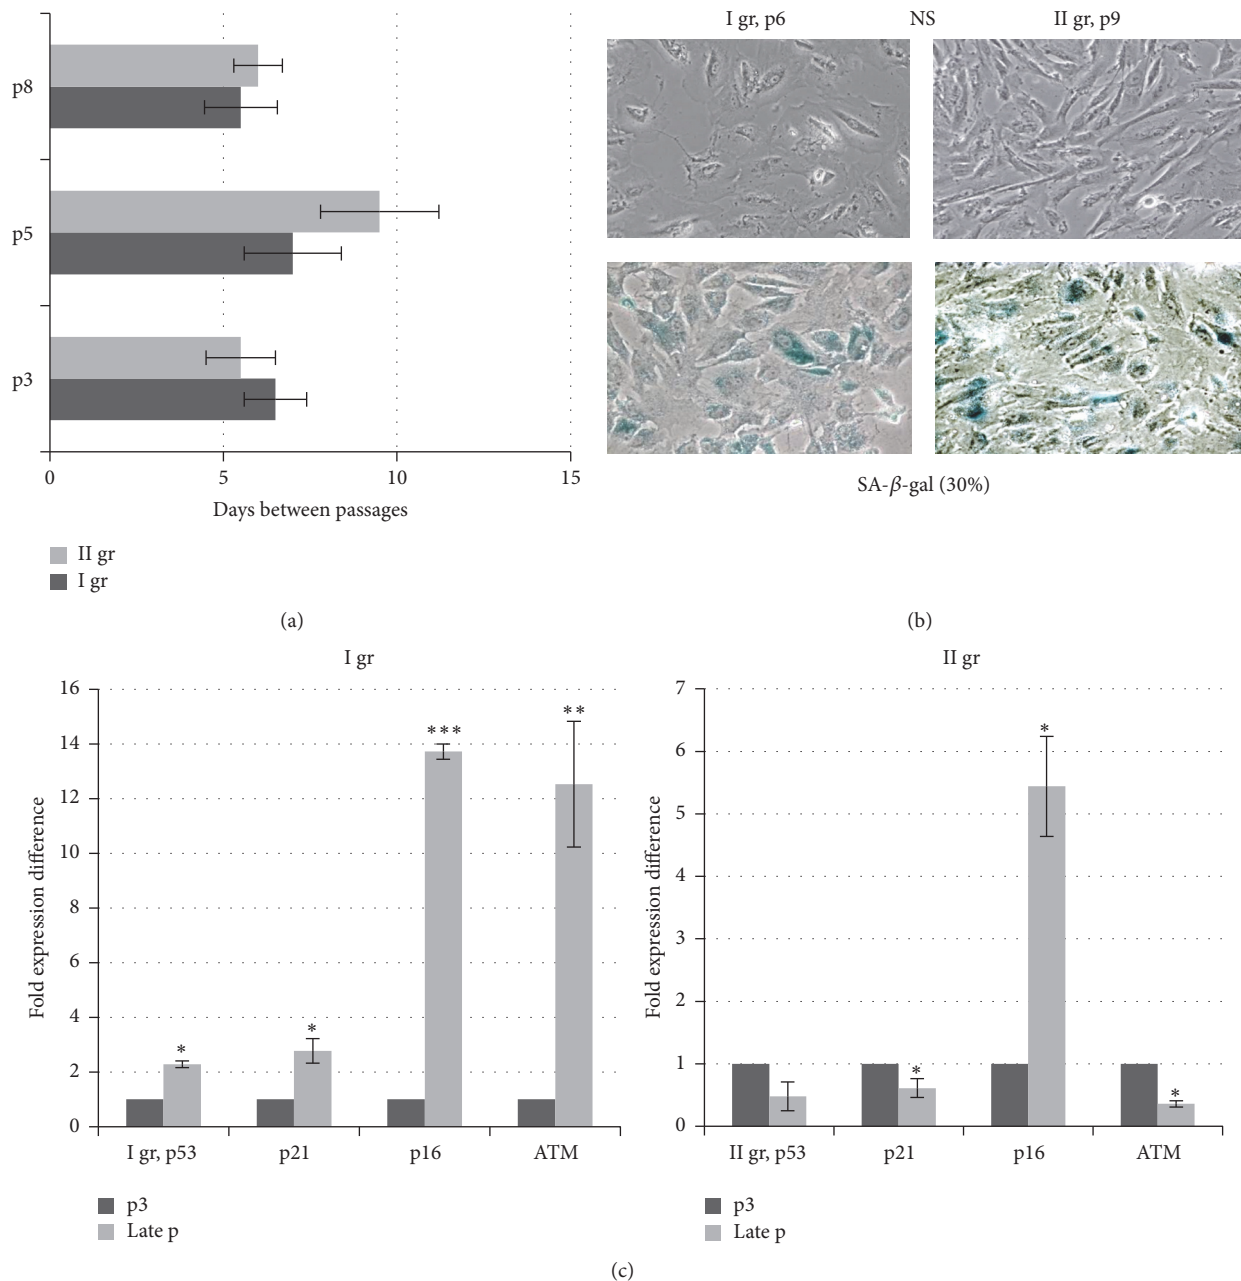 p8
p5
p3
0 5 10 15
Days between passages
II gr
I gr
(a)
I gr, p6 NS II gr, p9
SA-β-gal (30%)
(b)
I gr
16
14
12
10
8
6
4
2
0
Fold expression difference
*
*
***
**
I gr, p53 p21 p16 ATM
p3
Late p
II gr
7
6
5
4
3
2
1
0
Fold expression difference
*
*
*
II gr, p53 p21 p16 ATM
p3
Late p
(c)